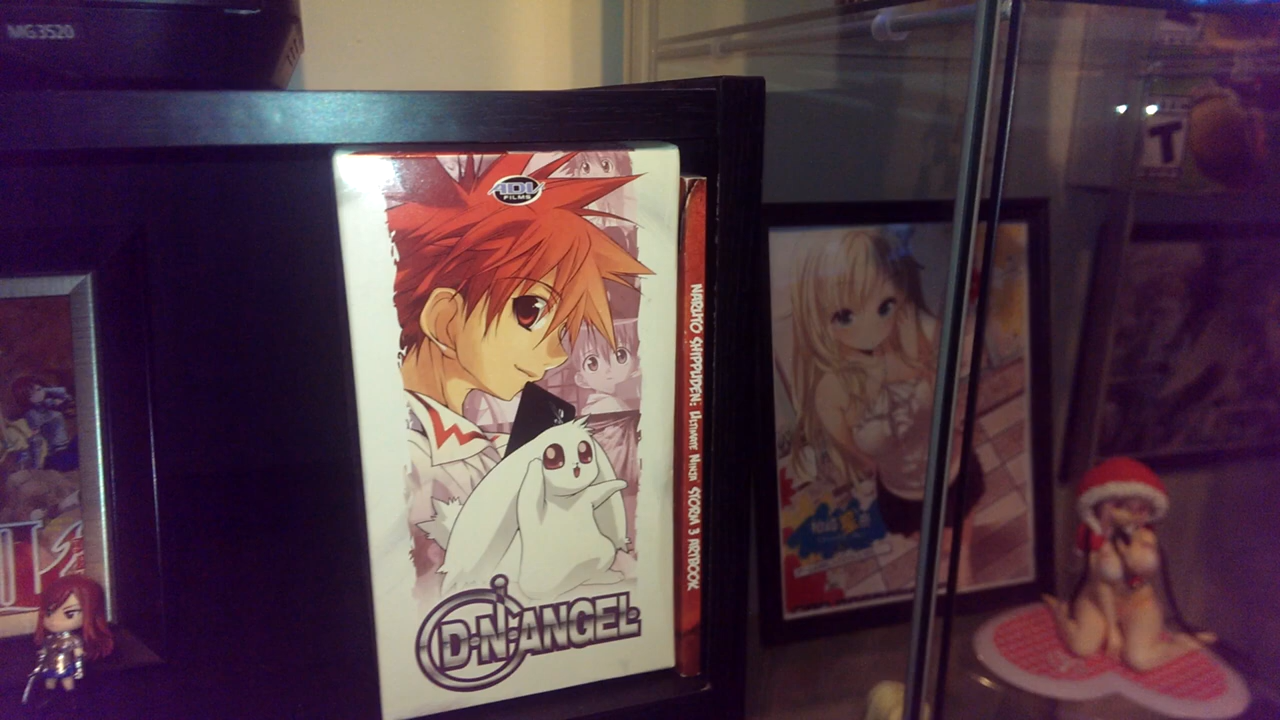 MG3520
ADV
FILMS
D·N·ANGEL
NARUTO SHIPPUDEN: ULTIMATE NINJA STORM 3 ARTBOOK
T